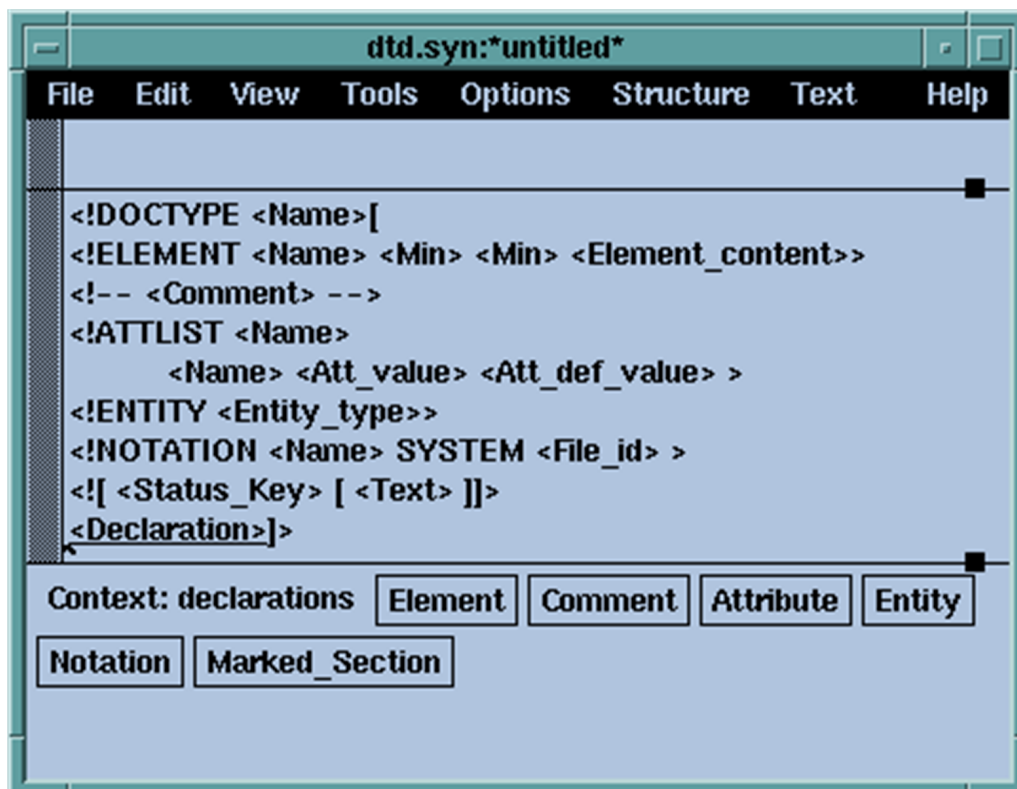 dtd.syn:*untitled*
File Edit View Tools Options Structure Text Help
<!DOCTYPE <Name>[
<!ELEMENT <Name> <Min> <Min> <Element_content>>
<!-- <Comment> -->
<!ATTLIST <Name>
<Name> <Att_value> <Att_def_value> >
<!ENTITY <Entity_type>>
<!NOTATION <Name> SYSTEM <File_id> >
<![ <Status_Key> [ <Text> ]]>
<Declaration>]>
Context: declarations Element Comment Attribute Entity
Notation Marked_Section